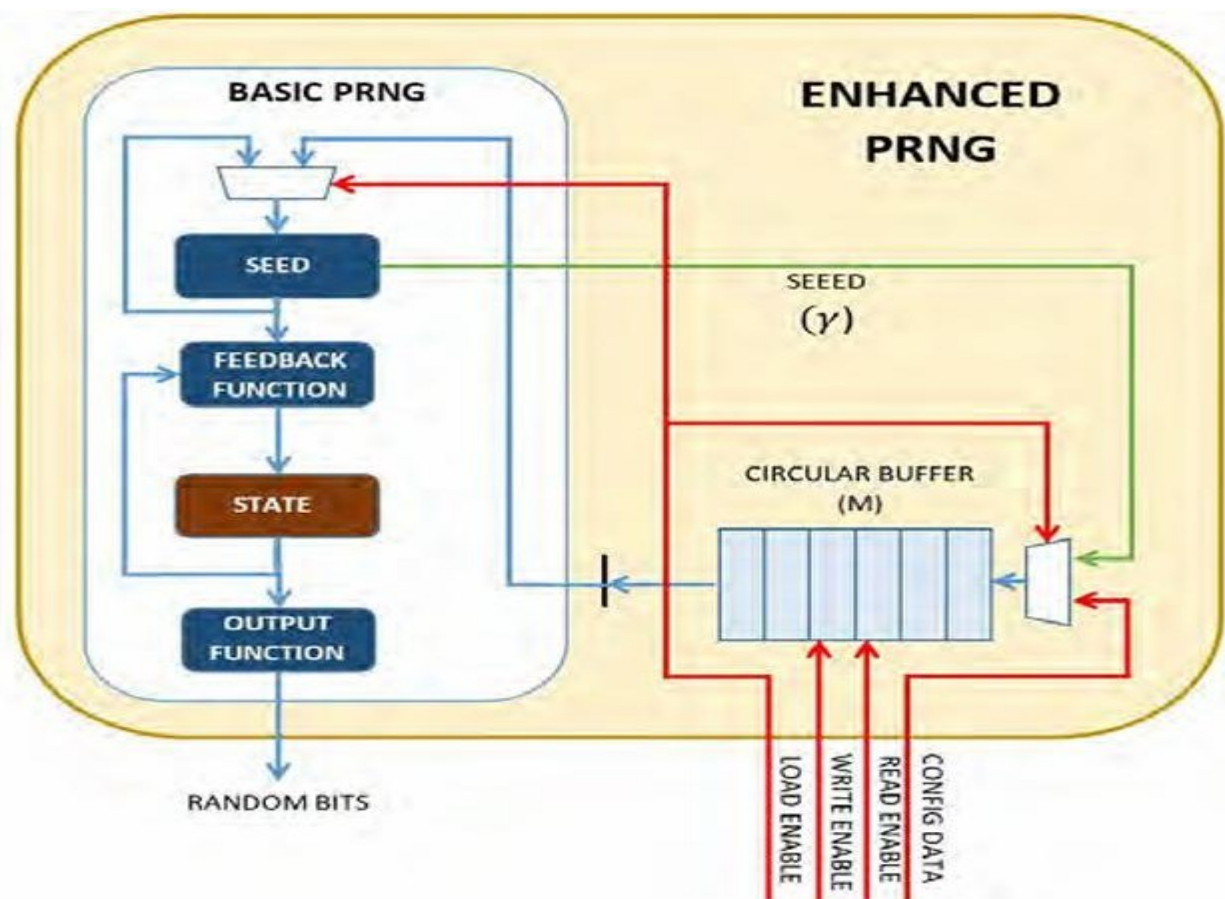 BASIC PRNG
ENHANCED
PRNG
SEED
SEEED
(γ)
FEEDBACK
FUNCTION
STATE
CIRCULAR BUFFER
(M)
OUTPUT
FUNCTION
RANDOM BITS
LOAD ENABLE
WRITE ENABLE
READ ENABLE
CONFIG DATA